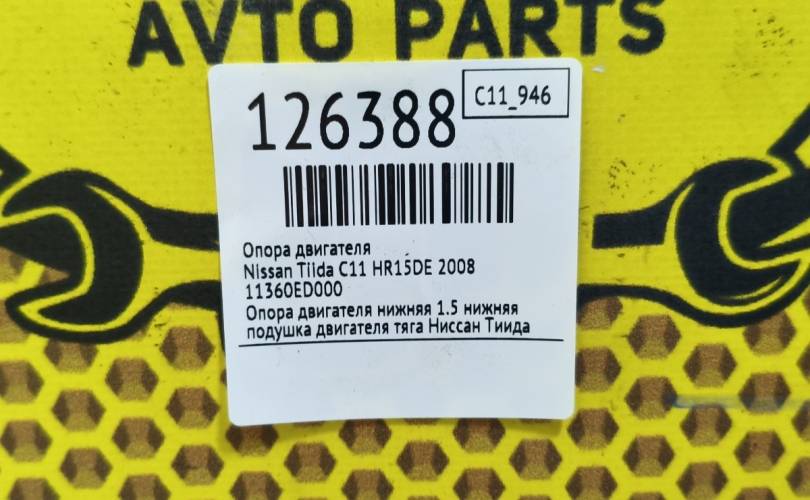 AVTO PARTS
126388
C11_946
Опора двигателя
Nissan Tiida C11 HR15DE 2008
11360ED000
Опора двигателя нижняя 1.5 нижняя
подушка двигателя тяга Ниссан Тиида